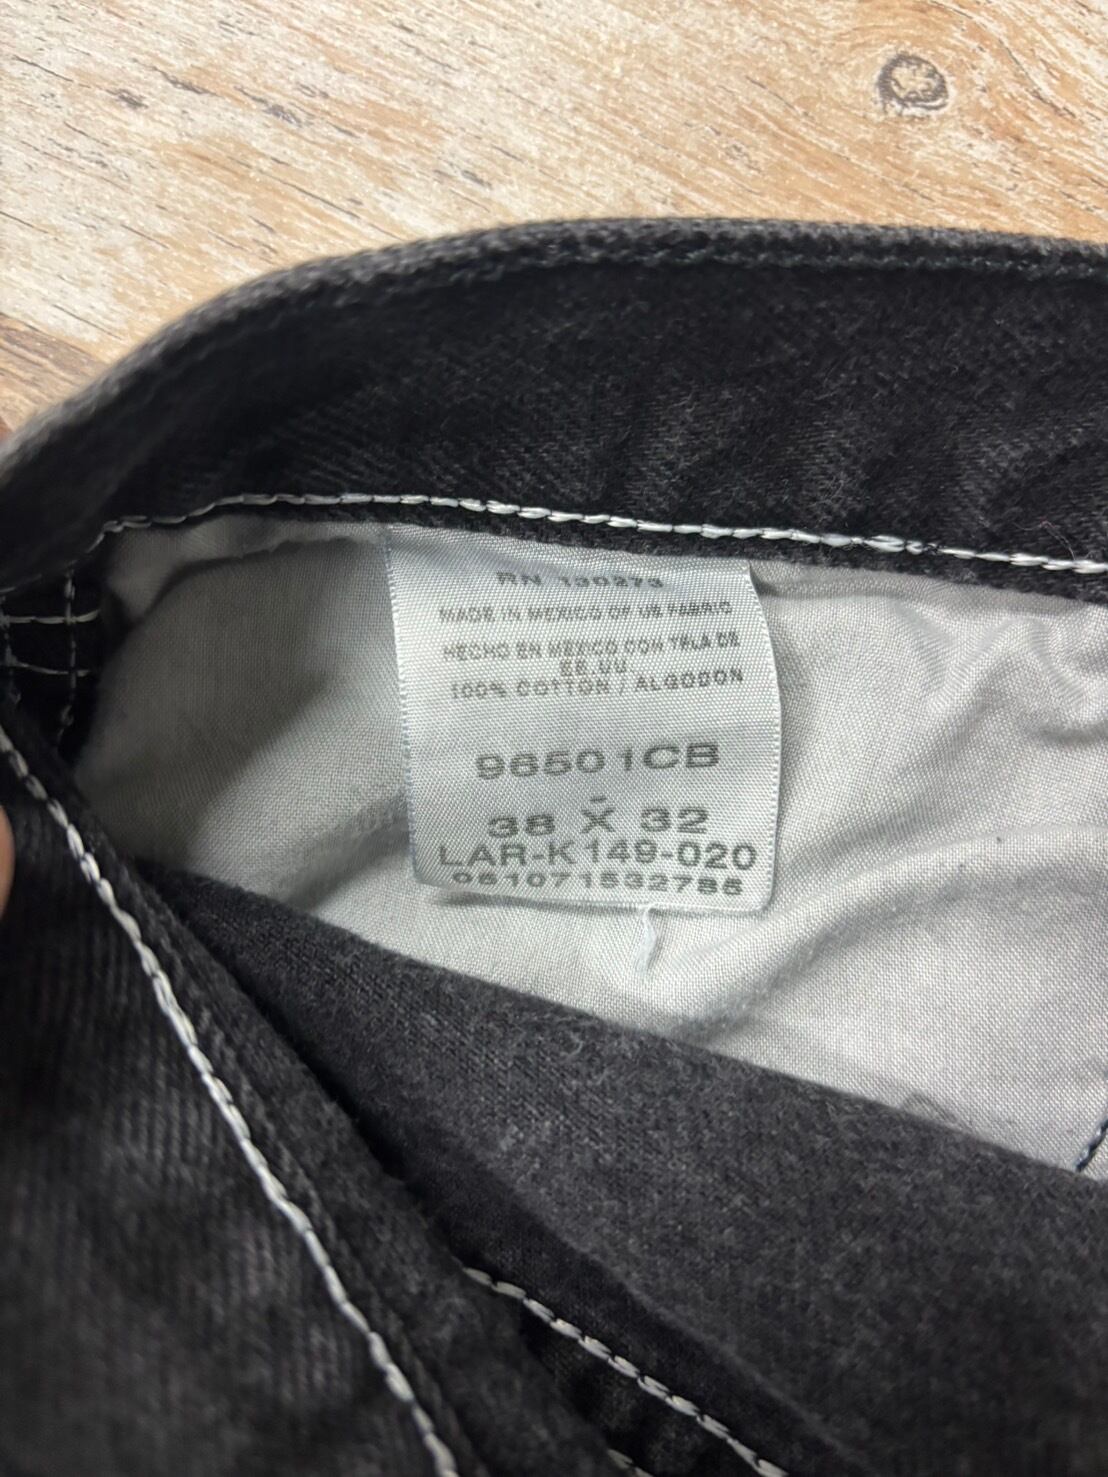 RN 130273
MADE IN MEXICO OF US FABRIC
HECHO EN MEXICO CON TELA DE
EE.UU.
100% COTTON / ALGODON
96501CB
-
38 X 32
LAR-K149-020
061071532785